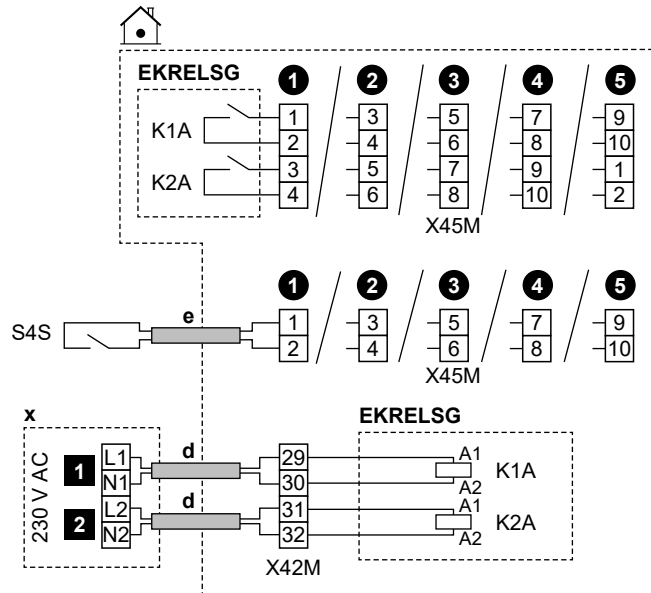 EKRELSG 1 2 3 4 5
K1A 1 3 5 7 9
2 4 6 8 10
K2A 3 5 7 9 1
4 6 8 10 2
X45M
1 2 3 4 5
S4S e 1 3 5 7 9
2 4 6 8 10
X45M
x EKRELSG
230 V AC
1 L1 d 29 A1 K1A
N1 30 A2
2 L2 d 31 A1 K2A
N2 32 A2
X42M